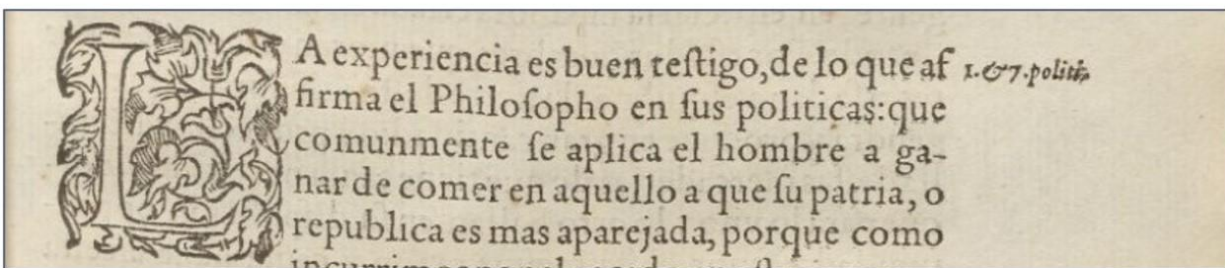 LA experiencia es buen teſtigo, de lo que af 1. & 7. politi.
firma el Philoſopho en ſus politicas: que
comunmente ſe aplica el hombre a ga-
nar de comer en aquello a que ſu patria, o
republica es mas aparejada, porque como